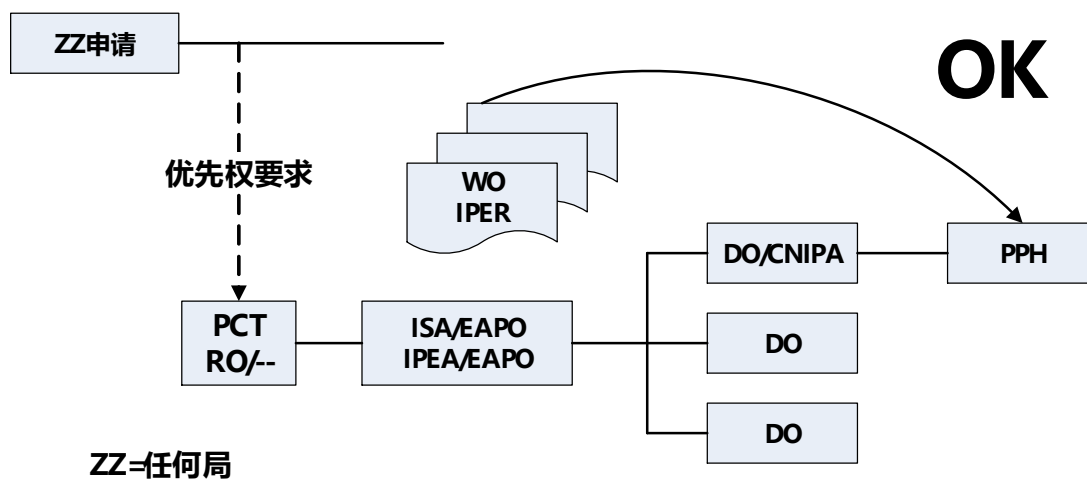 ZZ申请
OK
优先权要求
WO
IPER
DO/CNIPA
PPH
PCT
RO/--
ISA/EAPO
IPEA/EAPO
DO
DO
ZZ=任何局